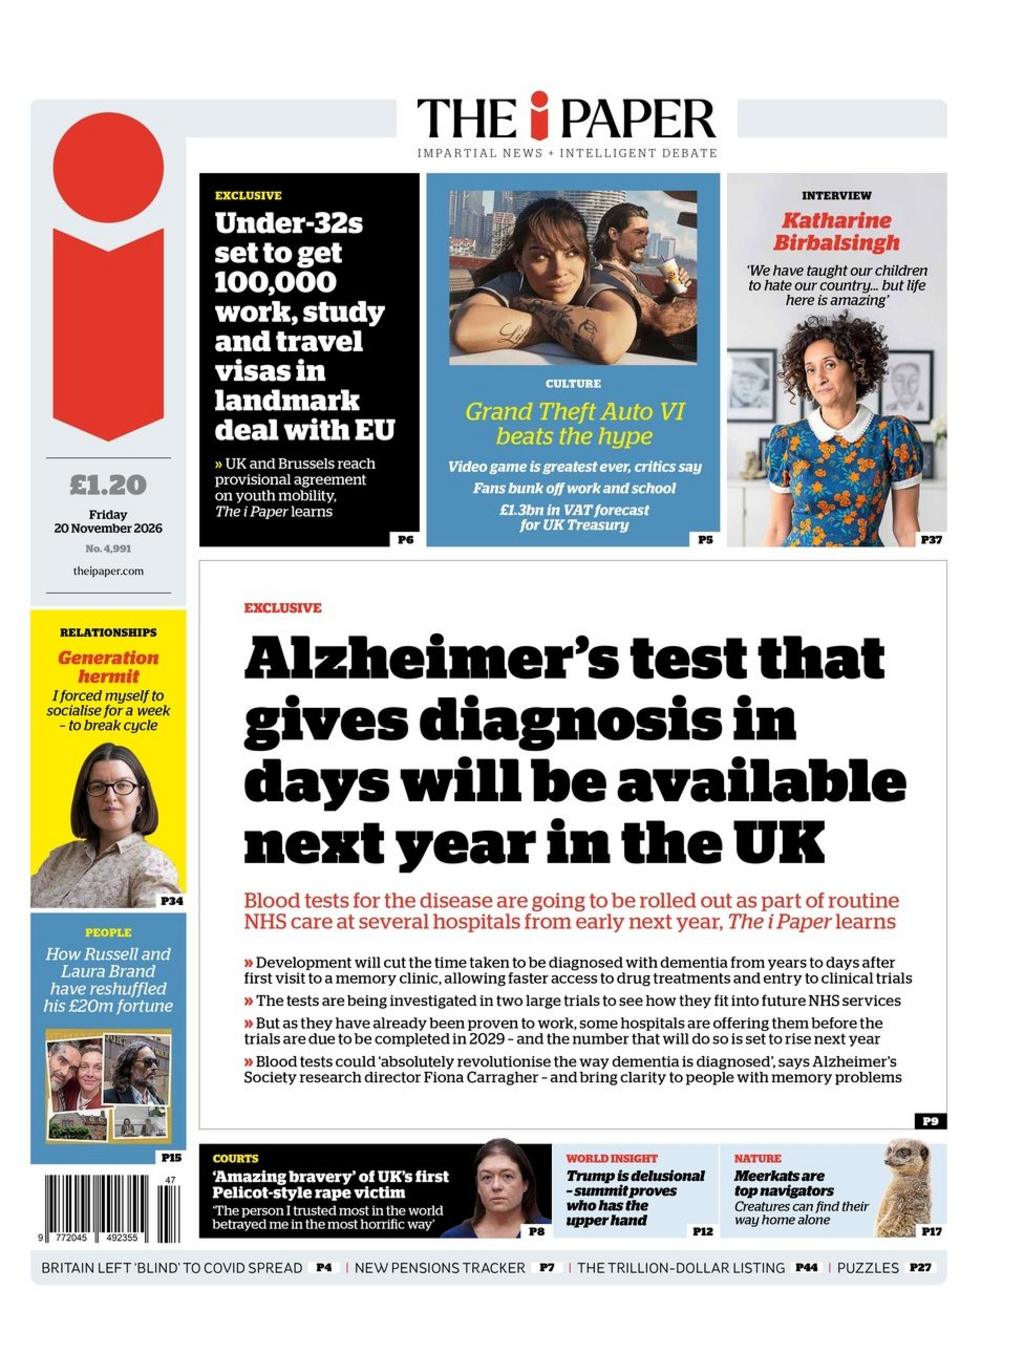 THE i PAPER
IMPARTIAL NEWS + INTELLIGENT DEBATE
£1.20
Friday
20 November 2026
No. 4,991
theipaper.com
EXCLUSIVE
Under-32s
set to get
100,000
work, study
and travel
visas in
landmark
deal with EU
» UK and Brussels reach
provisional agreement
on youth mobility,
The i Paper learns
P6
CULTURE
Grand Theft Auto VI
beats the hype
Video game is greatest ever, critics say
Fans bunk off work and school
£1.3bn in VAT forecast
for UK Treasury
P5
INTERVIEW
Katharine
Birbalsingh
‘We have taught our children
to hate our country... but life
here is amazing’
P37
RELATIONSHIPS
Generation
hermit
I forced myself to
socialise for a week
– to break cycle
P34
PEOPLE
How Russell and
Laura Brand
have reshuffled
his £20m fortune
P15
EXCLUSIVE
Alzheimer’s test that
gives diagnosis in
days will be available
next year in the UK
Blood tests for the disease are going to be rolled out as part of routine
NHS care at several hospitals from early next year, The i Paper learns
» Development will cut the time taken to be diagnosed with dementia from years to days after
first visit to a memory clinic, allowing faster access to drug treatments and entry to clinical trials
» The tests are being investigated in two large trials to see how they fit into future NHS services
» But as they have already been proven to work, some hospitals are offering them before the
trials are due to be completed in 2029 – and the number that will do so is set to rise next year
» Blood tests could ‘absolutely revolutionise the way dementia is diagnosed’, says Alzheimer’s
Society research director Fiona Carragher – and bring clarity to people with memory problems
P9
COURTS
‘Amazing bravery’ of UK’s first
Pelicot-style rape victim
‘The person I trusted most in the world
betrayed me in the most horrific way’
P8
WORLD INSIGHT
Trump is delusional
– summit proves
who has the
upper hand
P12
NATURE
Meerkats are
top navigators
Creatures can find their
way home alone
P17
47
9 772045 492355
BRITAIN LEFT ‘BLIND’ TO COVID SPREAD P4 | NEW PENSIONS TRACKER P7 | THE TRILLION-DOLLAR LISTING P44 | PUZZLES P27